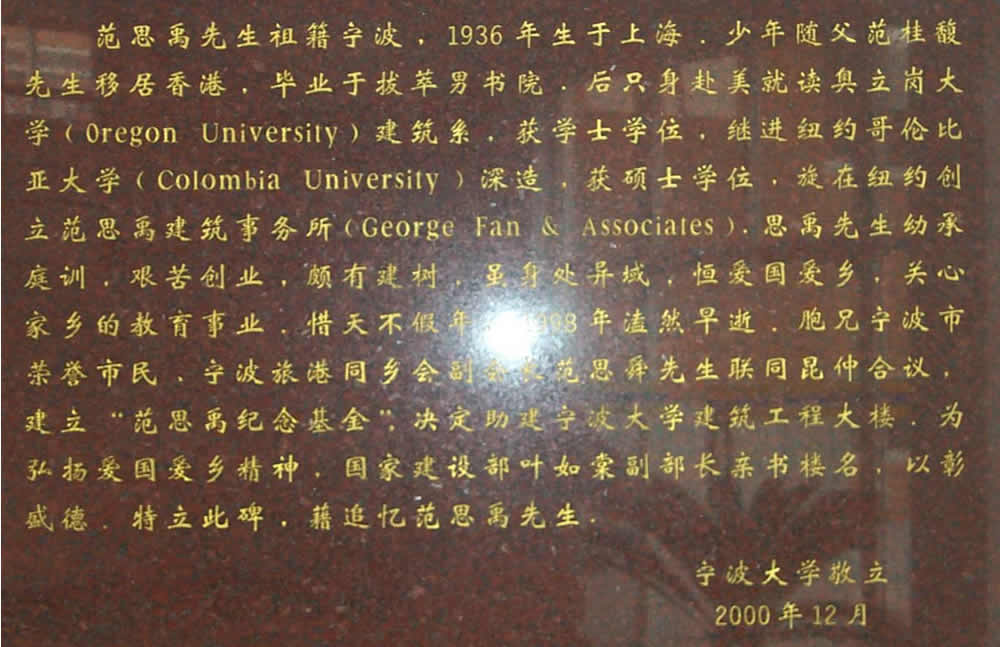 范思禹先生祖籍宁波，1936年生于上海．少年随父范桂馥
先生移居香港，毕业于拔萃男书院．后只身赴美就读奥立岗大
学(Oregon University)建筑系，获学士学位，继进纽约哥伦比
亚大学(Colombia University)深造，获硕士学位，旋在纽约创
立范思禹建筑事务所(George Fan & Associates)．思禹先生幼承
庭训，艰苦创业，颇有建树，虽身处异域，恒爱国爱乡，关心
家乡的教育事业．惜天不假年，998年溘然早逝．胞兄宁波市
荣誉市民、宁波旅港同乡会副会长范思舜先生联同昆仲合议，
建立“范思禹纪念基金”，决定助建宁波大学建筑工程大楼．为
弘扬爱国爱乡精神，国家建设部叶如棠副部长亲书楼名，以彰
盛德．特立此碑，藉追忆范思禹先生．
宁波大学敬立
2000年12月